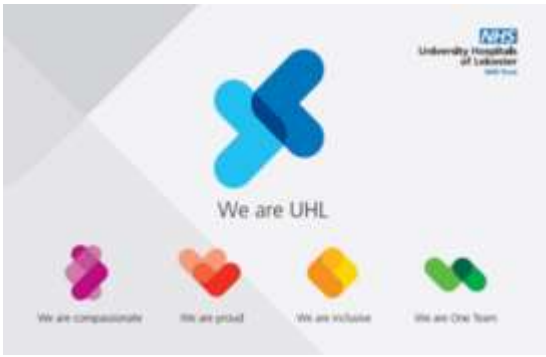 NHS
University Hospitals
of Leicester
NHS Trust
We are UHL
We are compassionate
We are proud
We are inclusive
We are One Team